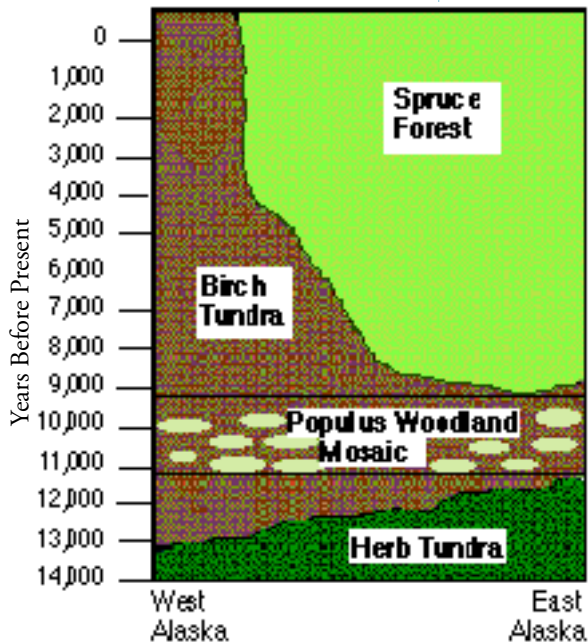 Years Before Present
0
1,000
2,000
3,000
4,000
5,000
6,000
7,000
8,000
9,000
10,000
11,000
12,000
13,000
14,000
Spruce
Forest
Birch
Tundra
Populus Woodland
Mosaic
Herb Tundra
West
Alaska
East
Alaska